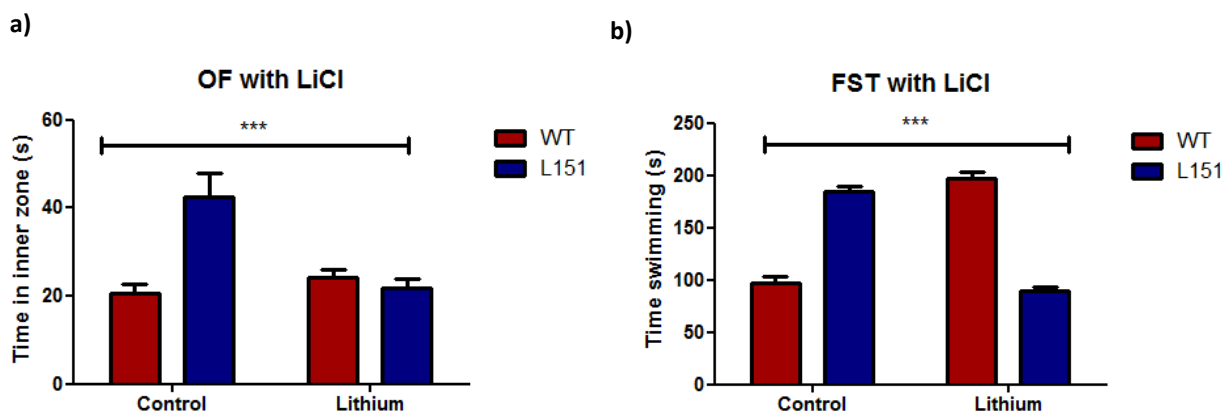 a)
OF with LiCl
Time in inner zone (s)
60
40
20
0
***
WT
L151
Control Lithium
b)
FST with LiCl
Time swimming (s)
250
200
150
100
50
0
***
WT
L151
Control Lithium